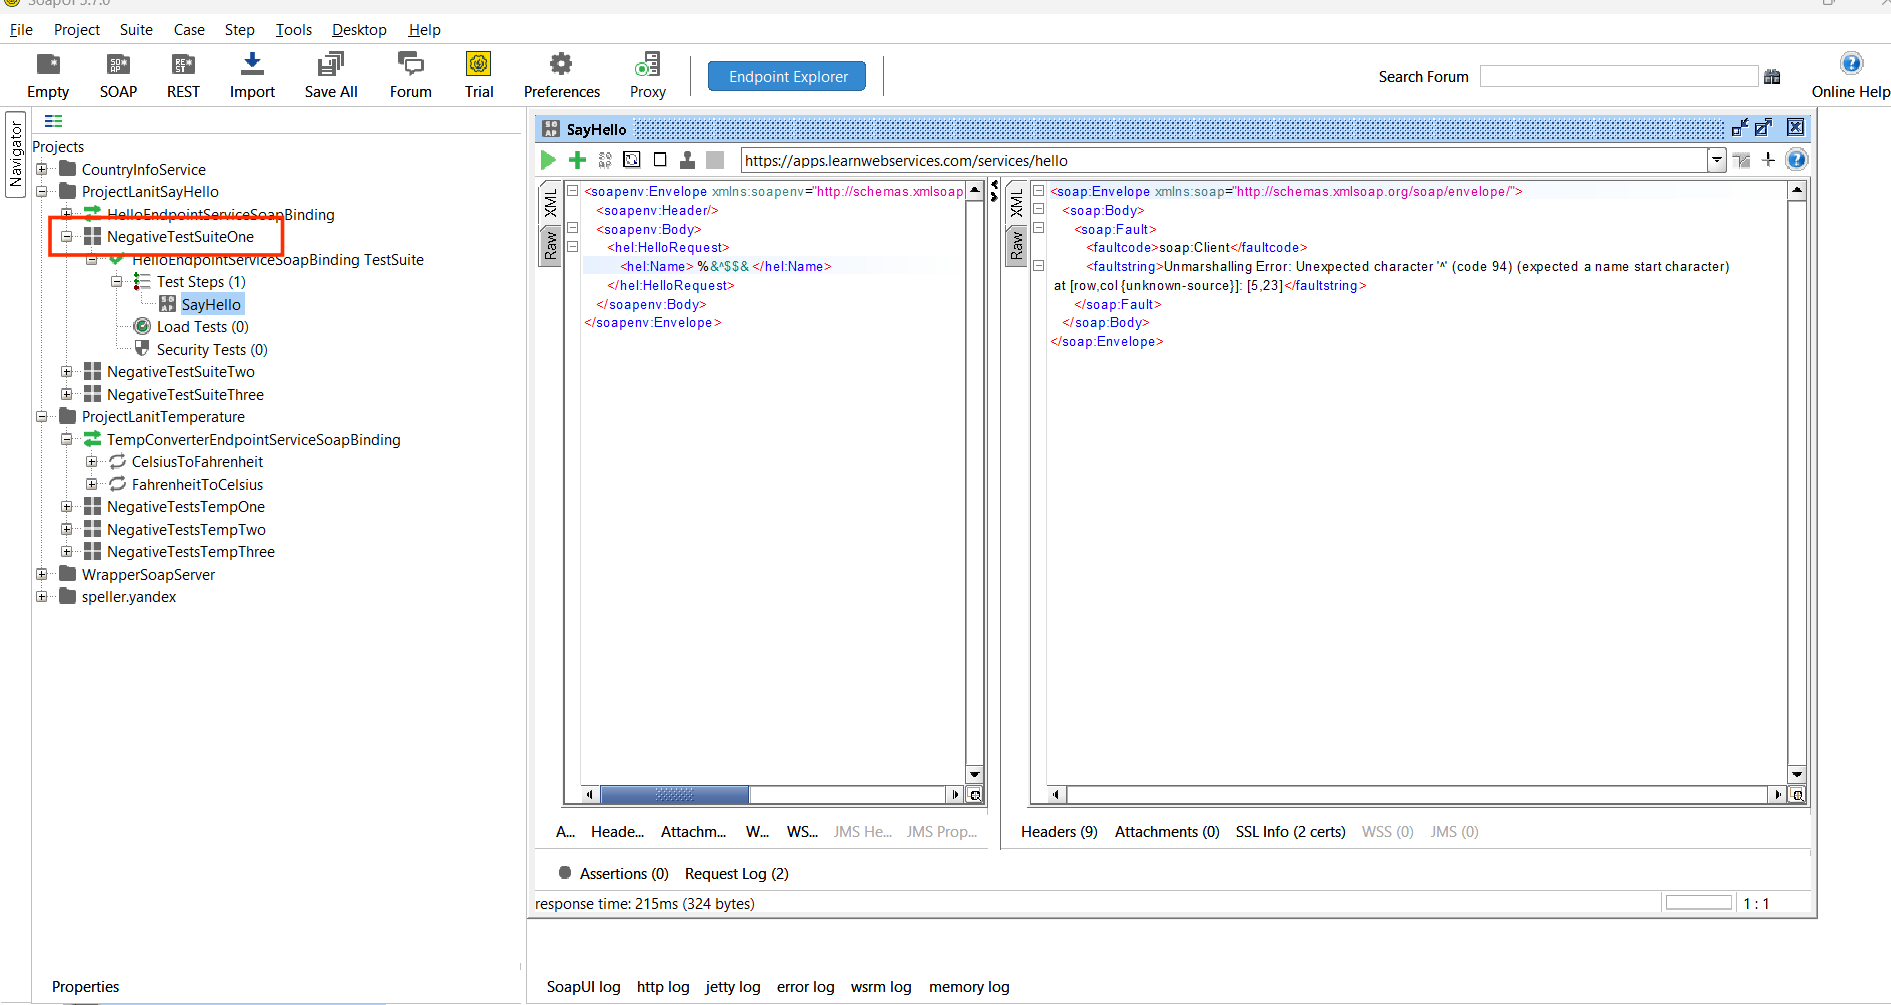 SoapUI 5.7.0
File Project Suite Case Step Tools Desktop Help
Empty SOAP REST Import Save All Forum Trial Preferences Proxy Endpoint Explorer Search Forum Online Help
Navigator
Projects
CountryInfoService
ProjectLanitSayHello
HelloEndpointServiceSoapBinding
NegativeTestSuiteOne
HelloEndpointServiceSoapBinding TestSuite
Test Steps (1)
SayHello
Load Tests (0)
Security Tests (0)
NegativeTestSuiteTwo
NegativeTestSuiteThree
ProjectLanitTemperature
TempConverterEndpointServiceSoapBinding
CelsiusToFahrenheit
FahrenheitToCelsius
NegativeTestsTempOne
NegativeTestsTempTwo
NegativeTestsTempThree
WrapperSoapServer
speller.yandex
Properties
SayHello
https://apps.learnwebservices.com/services/hello
XML
Raw
<soapenv:Envelope xmlns:soapenv="http://schemas.xmlsoap
<soapenv:Header/>
<soapenv:Body>
<hel:HelloRequest>
<hel:Name> %&^$$& </hel:Name>
</hel:HelloRequest>
</soapenv:Body>
</soapenv:Envelope>
XML
Raw
<soap:Envelope xmlns:soap="http://schemas.xmlsoap.org/soap/envelope/">
<soap:Body>
<soap:Fault>
<faultcode>soap:Client</faultcode>
<faultstring>Unmarshalling Error: Unexpected character '^' (code 94) (expected a name start character)
at [row,col {unknown-source}]: [5,23]</faultstring>
</soap:Fault>
</soap:Body>
</soap:Envelope>
A... Heade... Attachm... W... WS... JMS He... JMS Prop...
Headers (9) Attachments (0) SSL Info (2 certs) WSS (0) JMS (0)
Assertions (0) Request Log (2)
response time: 215ms (324 bytes)
1 : 1
SoapUI log http log jetty log error log wsrm log memory log